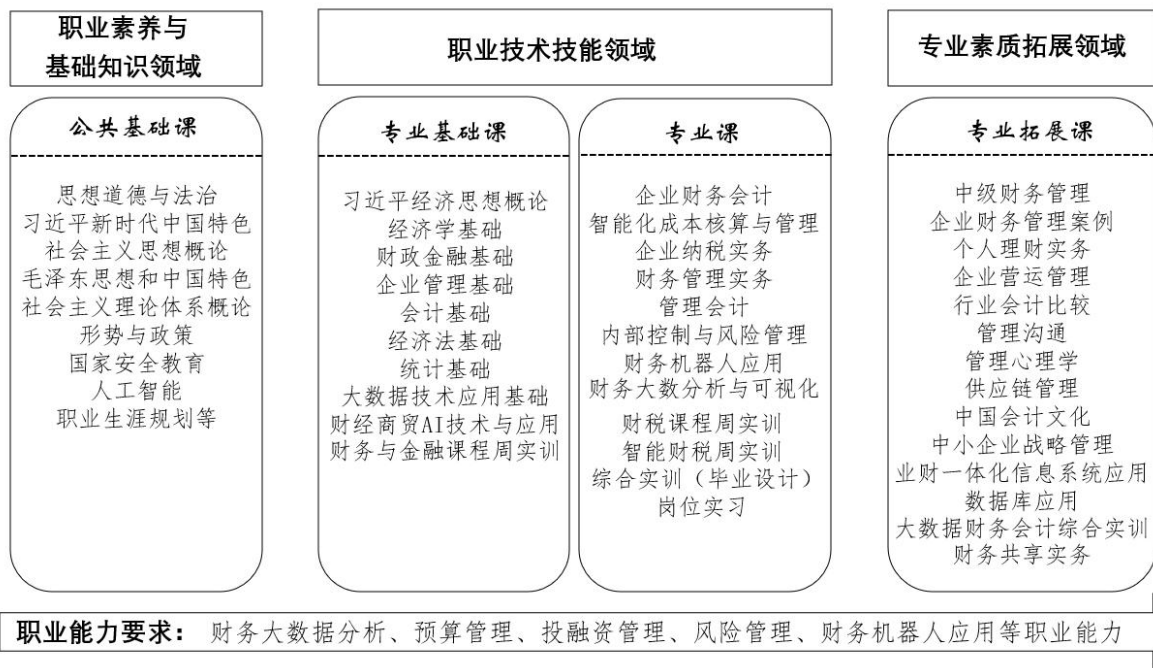 职业素养与
基础知识领域
职业技术技能领域
专业素质拓展领域
公共基础课
思想道德与法治
习近平新时代中国特色
社会主义思想概论
毛泽东思想和中国特色
社会主义理论体系概论
形势与政策
国家安全教育
人工智能
职业生涯规划等
专业基础课
习近平经济思想概论
经济学基础
财政金融基础
企业管理基础
会计基础
经济法基础
统计基础
大数据技术应用基础
财经商贸AI技术与应用
财务与金融课程周实训
专业课
企业财务会计
智能化成本核算与管理
企业纳税实务
财务管理实务
管理会计
内部控制与风险管理
财务机器人应用
财务大数分析与可视化
财税课程周实训
智能财税周实训
综合实训（毕业设计）
岗位实习
专业拓展课
中级财务管理
企业财务管理案例
个人理财实务
企业营运管理
行业会计比较
管理沟通
管理心理学
供应链管理
中国会计文化
中小企业战略管理
业财一体化信息系统应用
数据库应用
大数据财务会计综合实训
财务共享实务
职业能力要求： 财务大数据分析、预算管理、投融资管理、风险管理、财务机器人应用等职业能力